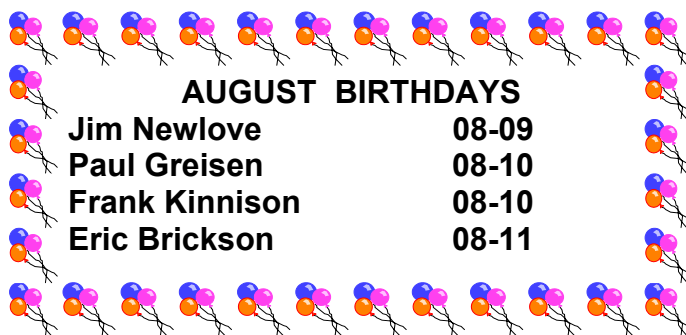 AUGUST BIRTHDAYS
Jim Newlove 08-09
Paul Greisen 08-10
Frank Kinnison 08-10
Eric Brickson 08-11